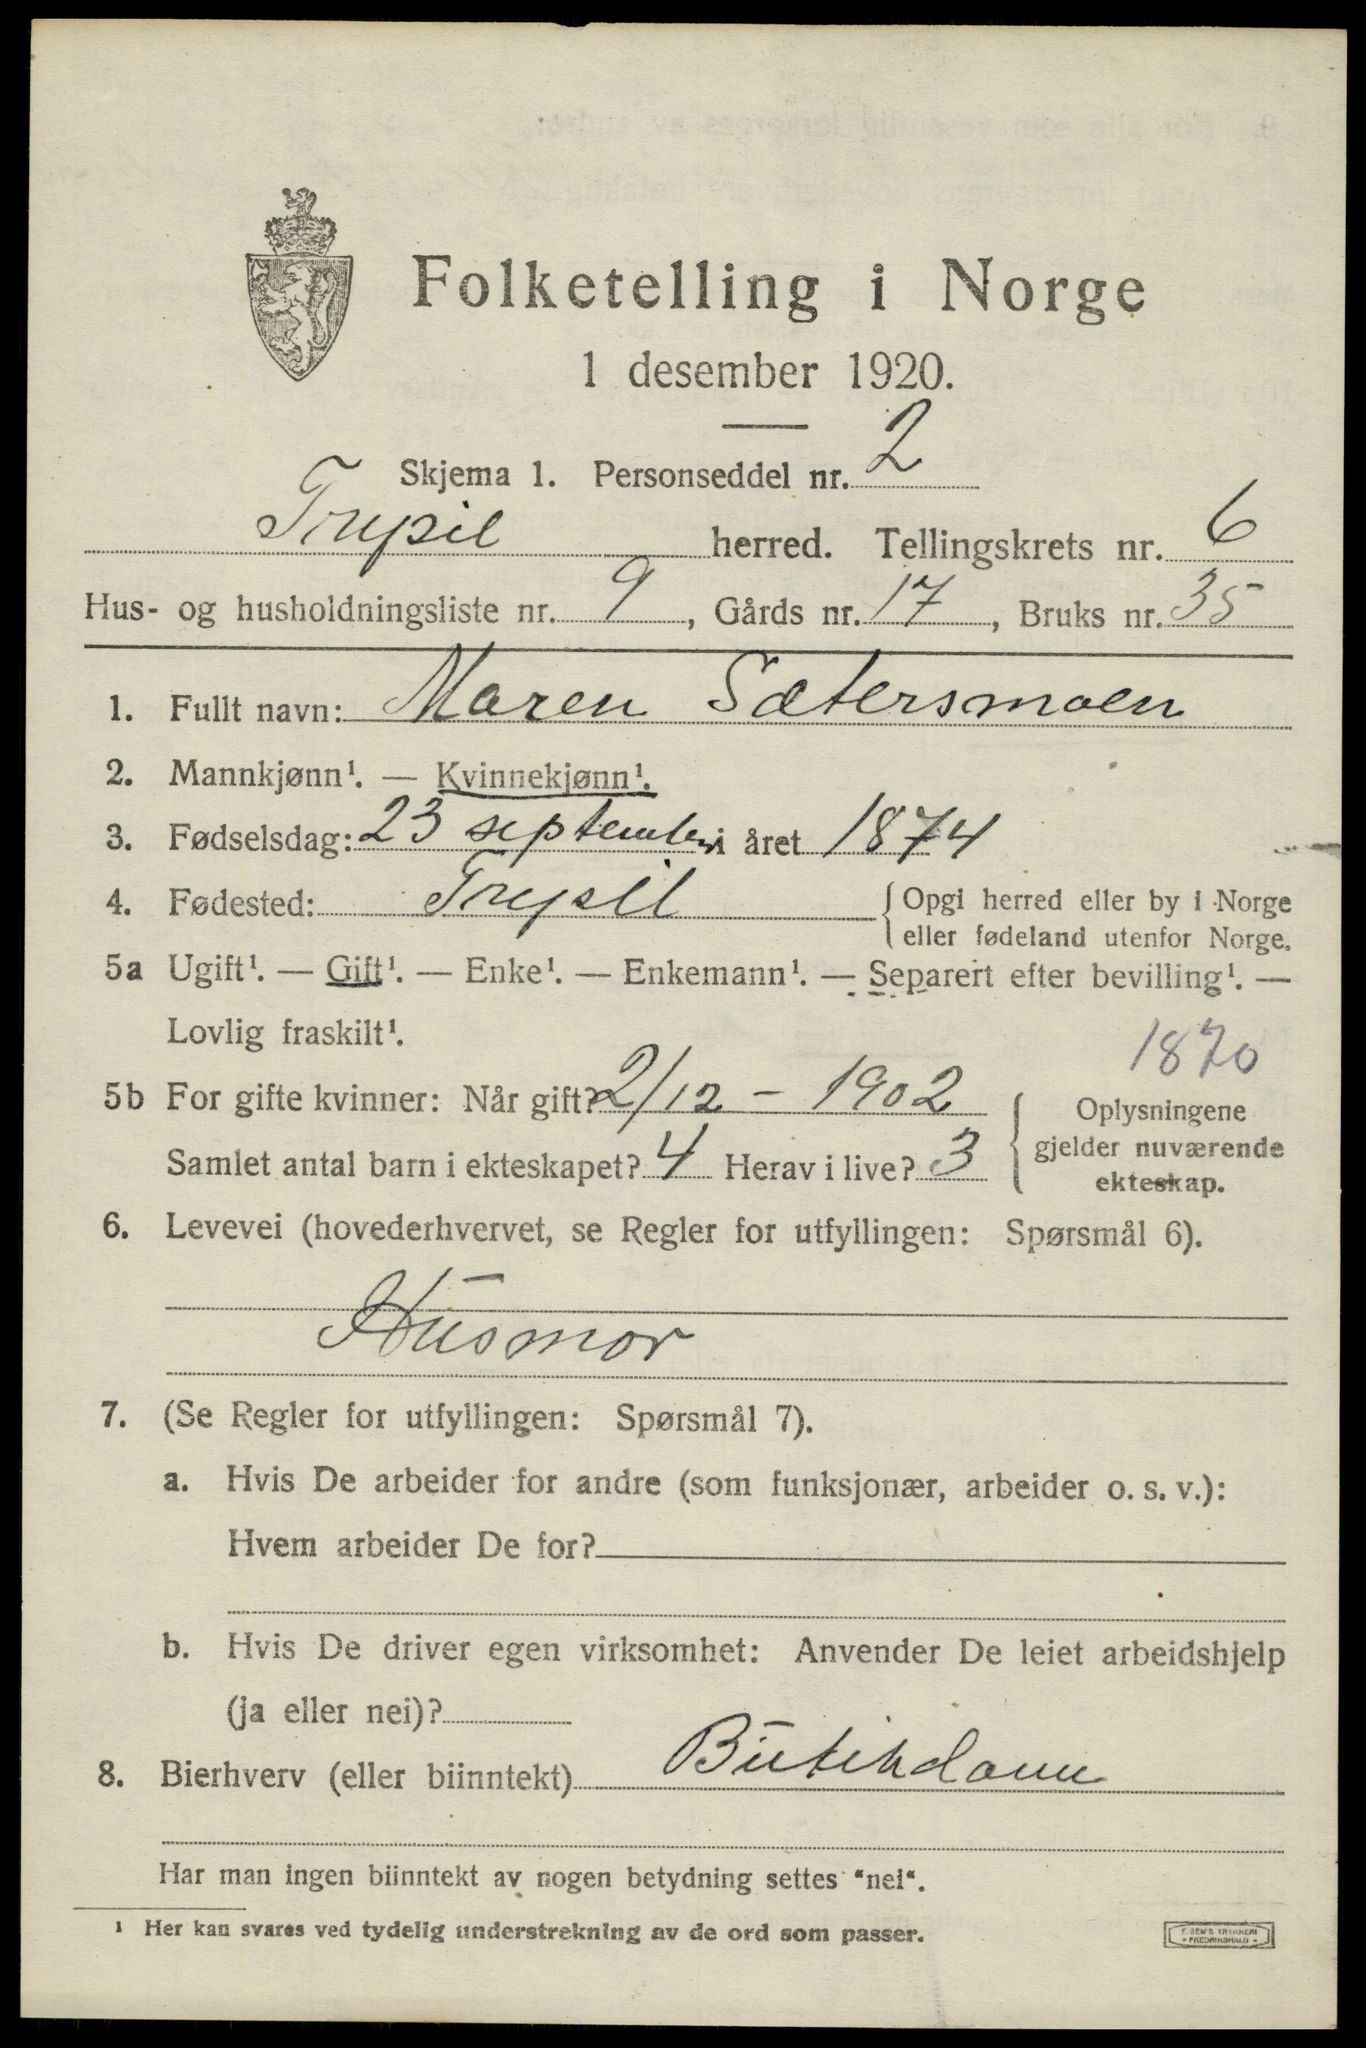 Folketelling i Norge
1 desember 1920.
Skjema 1. Personseddel nr. 2
Trysil herred. Tellingskrets nr. 6
Hus- og husholdningsliste nr. 9, Gårds nr. 17, Bruks nr. 35
1. Fullt navn: Maren Sætersmoen
2. Mannkjønn¹. — Kvinnekjønn¹.
3. Fødselsdag: 23 september i året 1874
4. Fødested: Trysil { Opgi herred eller by i Norge
eller fødeland utenfor Norge.
5a Ugift¹. — Gift¹. — Enke¹. — Enkemann¹. — Separert efter bevilling¹. —
Lovlig fraskilt¹.
1870
5b For gifte kvinner: Når gift? 2/12 - 1902
Samlet antal barn i ekteskapet? 4 Herav i live? 3
{ Oplysningene
gjelder nuværende
ekteskap.
6. Levevei (hovederhvervet, se Regler for utfyllingen: Spørsmål 6).
Husmor
7. (Se Regler for utfyllingen: Spørsmål 7).
a. Hvis De arbeider for andre (som funksjonær, arbeider o. s. v.):
Hvem arbeider De for?
b. Hvis De driver egen virksomhet: Anvender De leiet arbeidshjelp
(ja eller nei)?
8. Bierhverv (eller biinntekt) Butikdame
Har man ingen biinntekt av nogen betydning settes "nei".
¹ Her kan svares ved tydelig understrekning av de ord som passer.
TRYKKERI
FREDRIKSHALD